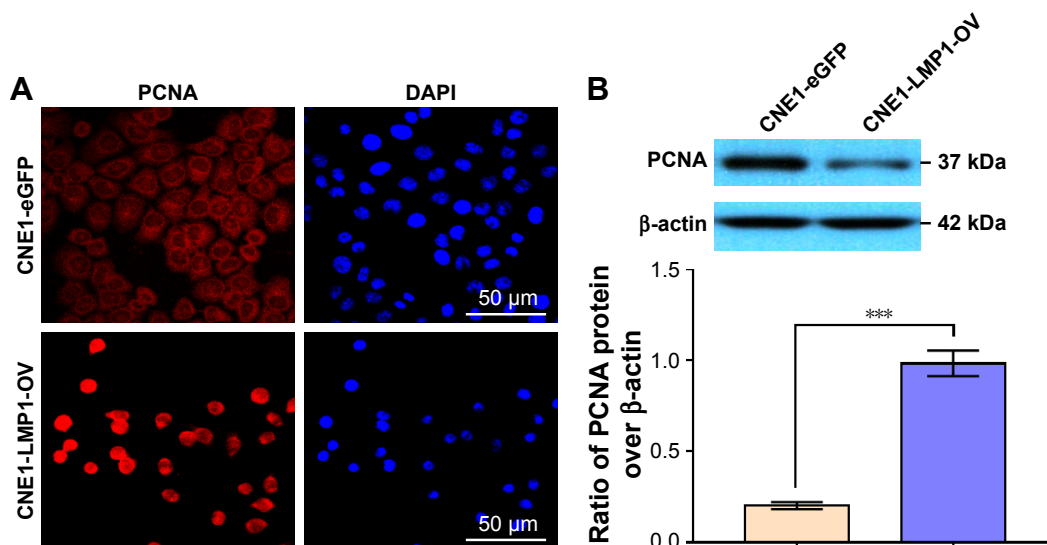 A
PCNA
DAPI
CNE1-eGFP
50 µm
CNE1-LMP1-OV
50 µm
B
CNE1-eGFP
CNE1-LMP1-OV
PCNA
37 kDa
β-actin
42 kDa
Ratio of PCNA protein
over β-actin
1.5
1.0
0.5
0.0
***